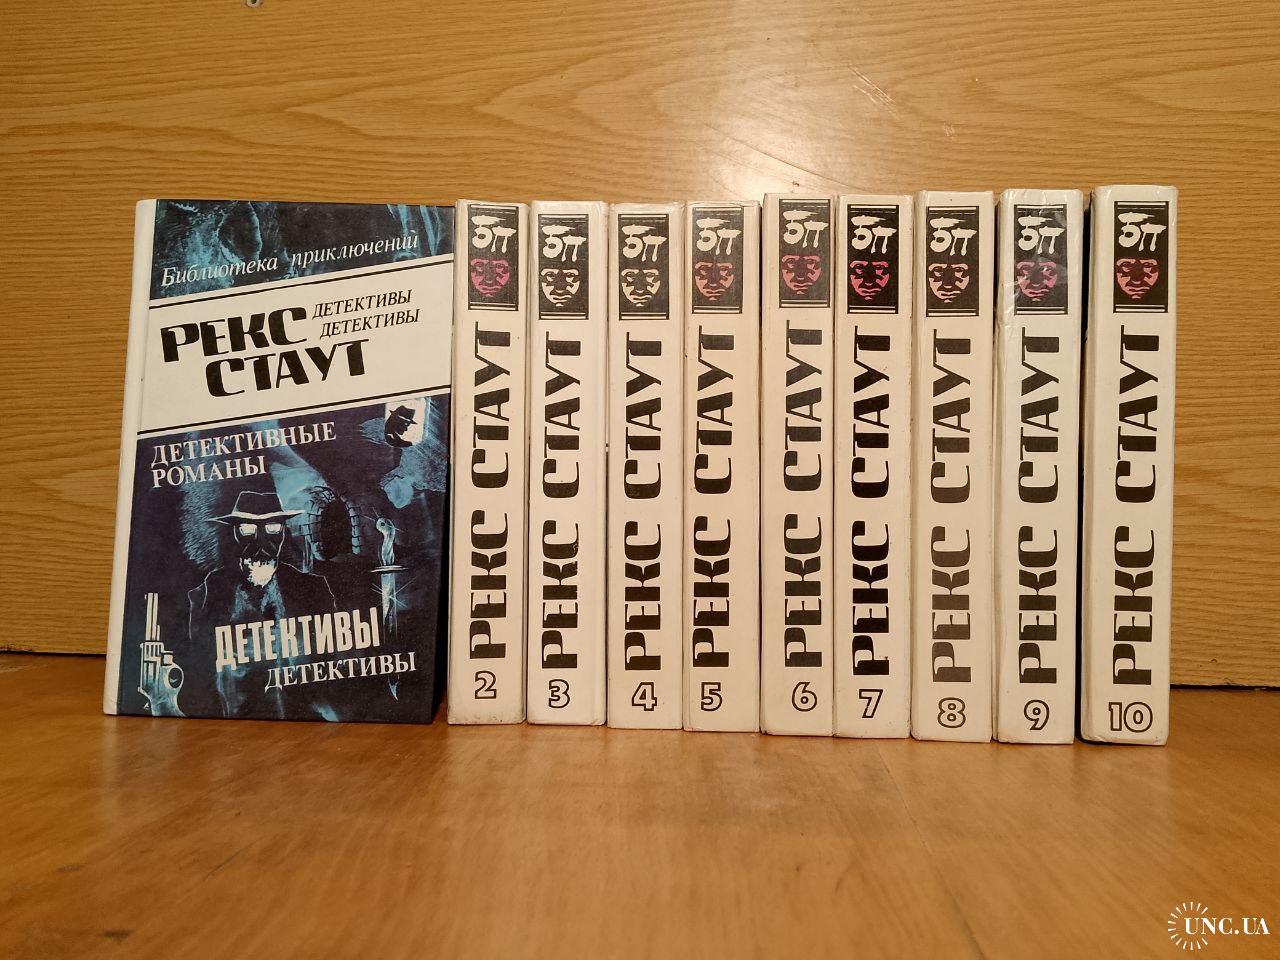 Библиотека приключений
РЕКС
СТАУТ
ДЕТЕКТИВЫ
ДЕТЕКТИВЫ
ДЕТЕКТИВНЫЕ
РОМАНЫ
ДЕТЕКТИВЫ
ДЕТЕКТИВЫ
БП
РЕКС СТАУТ
2
БП
РЕКС СТАУТ
3
БП
РЕКС СТАУТ
4
БП
РЕКС СТАУТ
5
БП
РЕКС СТАУТ
6
БП
РЕКС СТАУТ
7
БП
РЕКС СТАУТ
8
БП
РЕКС СТАУТ
9
БП
РЕКС СТАУТ
10
UNC.UA